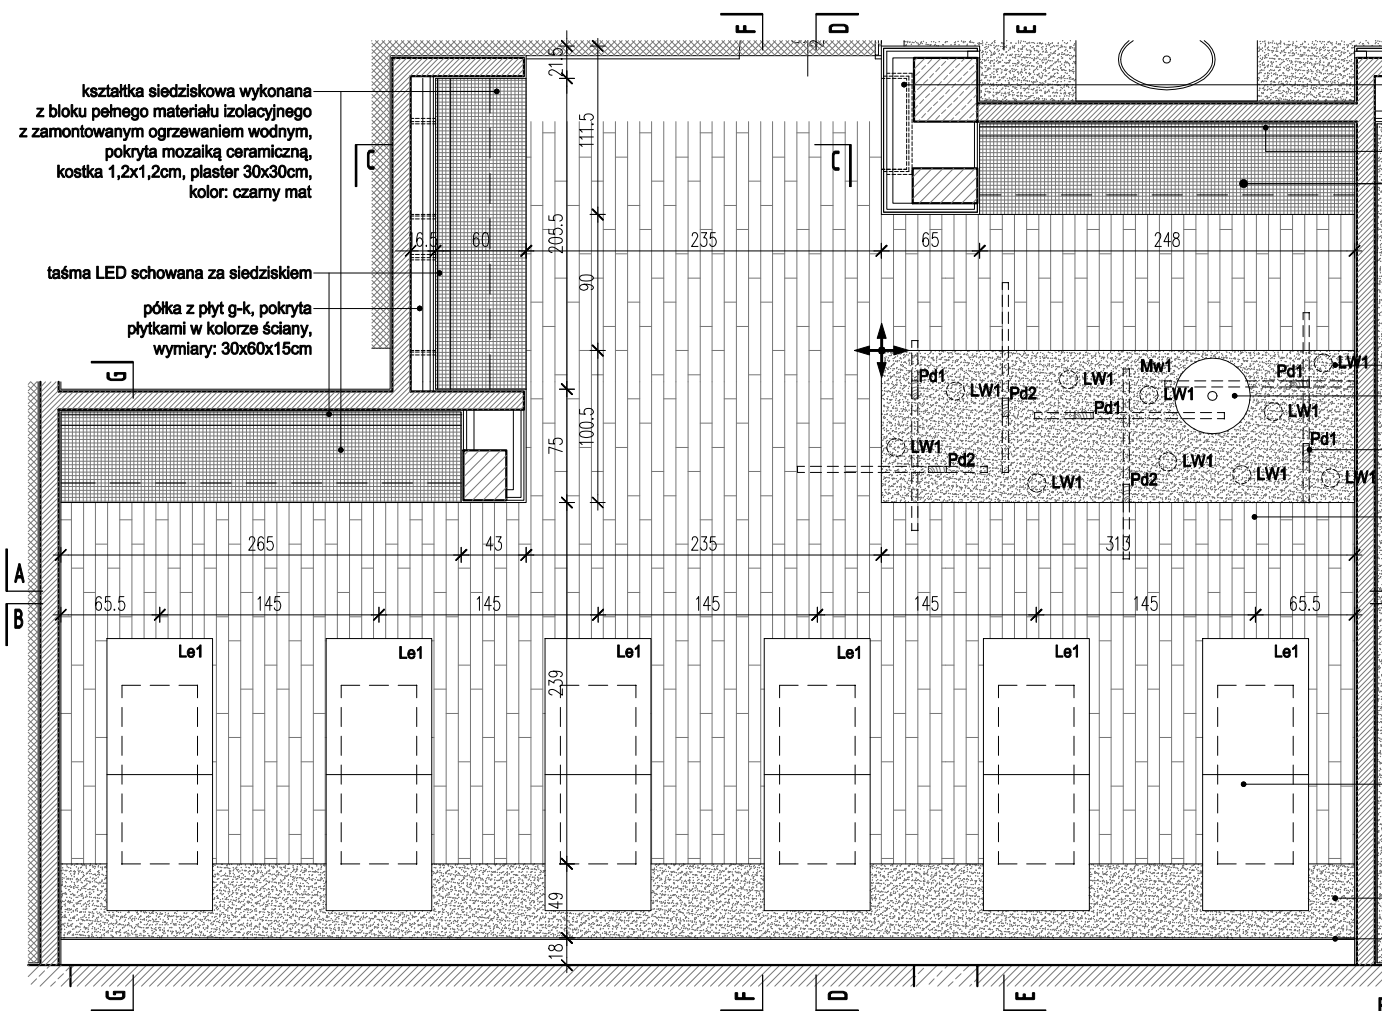 F
D
E
21.5
kształtka siedziskowa wykonana
z bloku pełnego materiału izolacyjnego
z zamontowanym ogrzewaniem wodnym,
pokryta mozaiką ceramiczną,
kostka 1,2x1,2cm, plaster 30x30cm,
kolor: czarny mat
111.5
C
C
205.5
16.5
60
235
65
248
taśma LED schowana za siedziskiem
90
półka z płyt g-k, pokryta
płytkami w kolorze ściany,
wymiary: 30x60x15cm
G
Pd1
LW1
Pd2
LW1
Mw1
LW1
Pd1
LW1
Pd1
LW1
75
100.5
LW1
Pd2
LW1
Pd2
LW1
LW1
Pd1
LW1
265
43
235
313
A
B
65.5
145
145
145
145
145
65.5
Le1
Le1
Le1
Le1
Le1
Le1
239
49
18
G
F
D
E